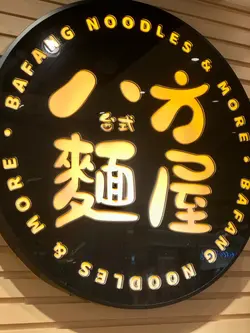 BAFANG NOODLES & MORE BAFANG NOODLES & MORE •
八方
台式
麵屋